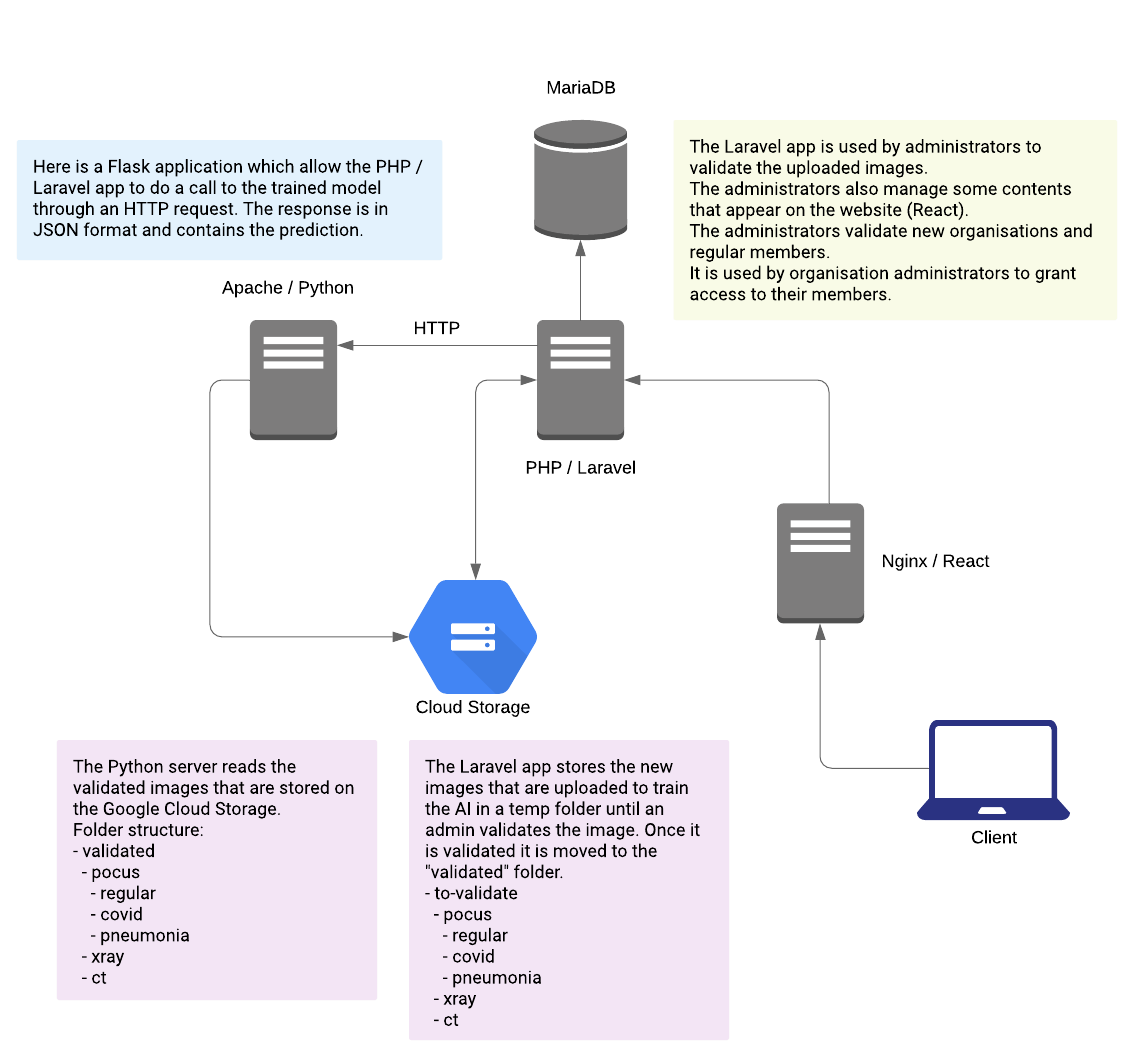 MariaDB
Here is a Flask application which allow the PHP /
Laravel app to do a call to the trained model
through an HTTP request. The response is in
JSON format and contains the prediction.
The Laravel app is used by administrators to
validate the uploaded images.
The administrators also manage some contents
that appear on the website (React).
The administrators validate new organisations and
regular members.
It is used by organisation administrators to grant
access to their members.
Apache / Python
HTTP
PHP / Laravel
Nginx / React
Cloud Storage
Client
The Python server reads the
validated images that are stored on
the Google Cloud Storage.
Folder structure:
- validated
- pocus
- regular
- covid
- pneumonia
- xray
- ct
The Laravel app stores the new
images that are uploaded to train
the AI in a temp folder until an
admin validates the image. Once it
is validated it is moved to the
"validated" folder.
- to-validate
- pocus
- regular
- covid
- pneumonia
- xray
- ct